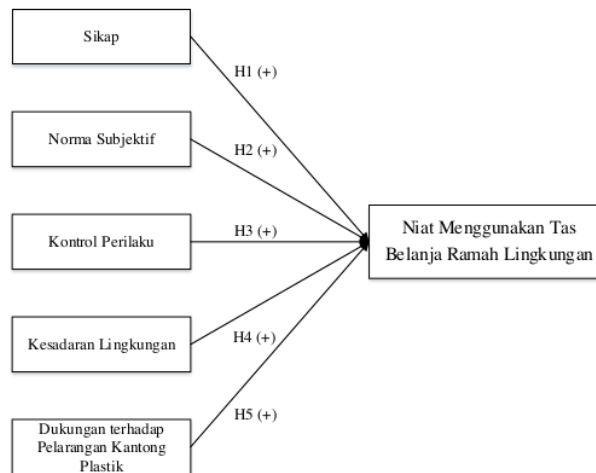 Sikap
H1 (+)
Norma Subjektif
H2 (+)
Kontrol Perilaku
H3 (+)
Niat Menggunakan Tas
Belanja Ramah Lingkungan
Kesadaran Lingkungan
H4 (+)
H5 (+)
Dukungan terhadap
Pelarangan Kantong
Plastik